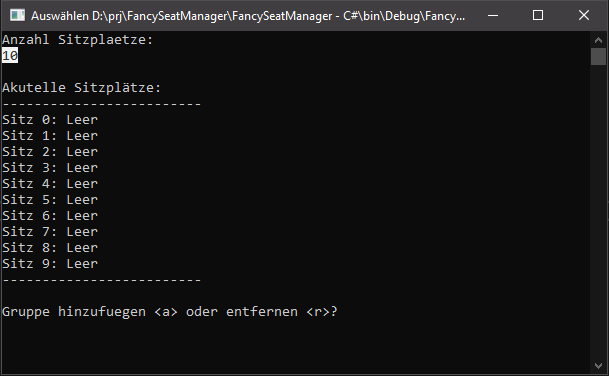 Auswählen D:\prj\FancySeatManager\FancySeatManager - C#\bin\Debug\Fancy...
Anzahl Sitzplaetze:
10
Akutelle Sitzplätze:
-------------------------
Sitz 0: Leer
Sitz 1: Leer
Sitz 2: Leer
Sitz 3: Leer
Sitz 4: Leer
Sitz 5: Leer
Sitz 6: Leer
Sitz 7: Leer
Sitz 8: Leer
Sitz 9: Leer
-------------------------
Gruppe hinzufuegen <a> oder entfernen <r>?